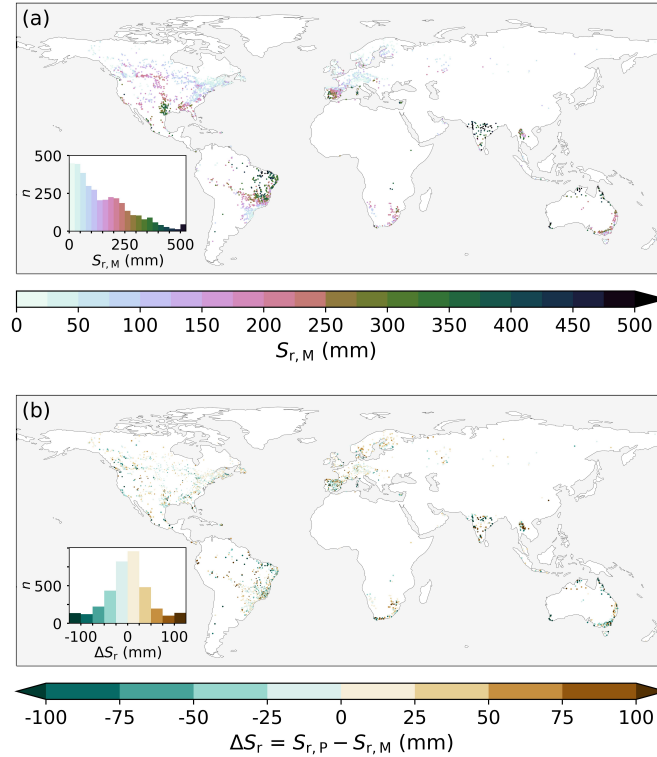 (a)
500
250
0
n
0 250 500
S_r, M (mm)
0 50 100 150 200 250 300 350 400 450 500
S_r, M (mm)
(b)
500
0
n
-100 0 100
ΔS_r (mm)
-100 -75 -50 -25 0 25 50 75 100
ΔS_r = S_r, P − S_r, M (mm)